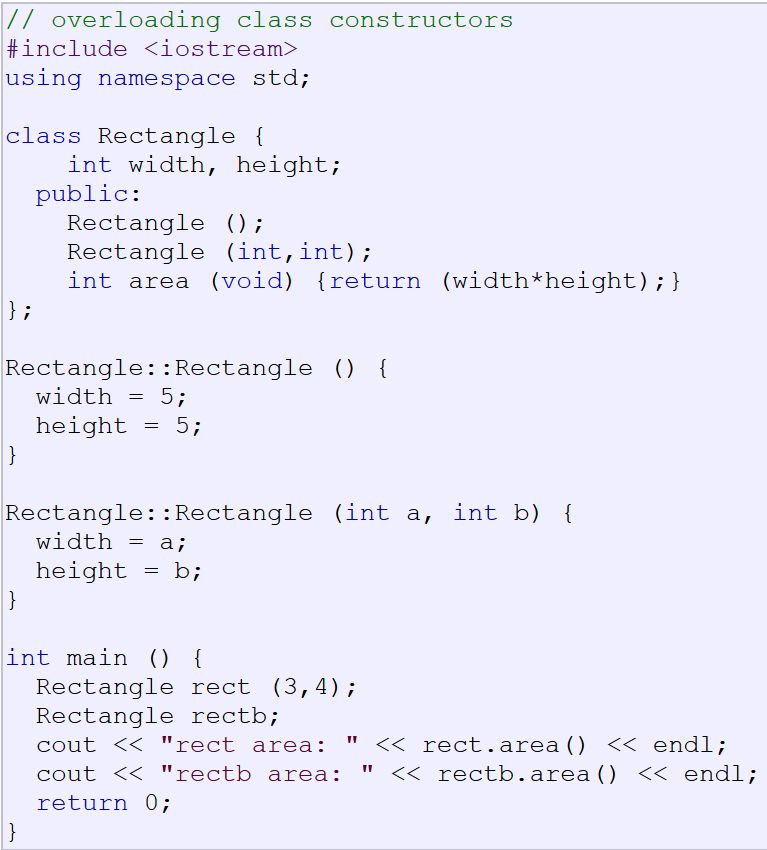 // overloading class constructors
#include <iostream>
using namespace std;

class Rectangle {
    int width, height;
  public:
    Rectangle ();
    Rectangle (int,int);
    int area (void) {return (width*height);}
};

Rectangle::Rectangle () {
  width = 5;
  height = 5;
}

Rectangle::Rectangle (int a, int b) {
  width = a;
  height = b;
}

int main () {
  Rectangle rect (3,4);
  Rectangle rectb;
  cout << "rect area: " << rect.area() << endl;
  cout << "rectb area: " << rectb.area() << endl;
  return 0;
}